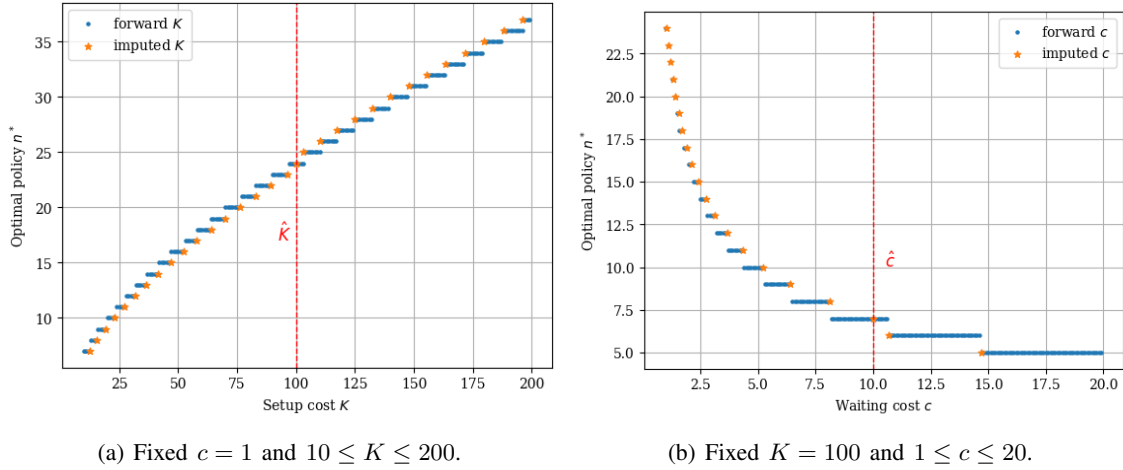 forward K
imputed K
35
30
25
20
15
10
Optimal policy n*
K̂
25
50
75
100
125
150
175
200
Setup cost K
(a) Fixed c = 1 and 10 ≤ K ≤ 200.
forward c
imputed c
22.5
20.0
17.5
15.0
12.5
10.0
7.5
5.0
Optimal policy n*
ĉ
2.5
5.0
7.5
10.0
12.5
15.0
17.5
20.0
Waiting cost c
(b) Fixed K = 100 and 1 ≤ c ≤ 20.